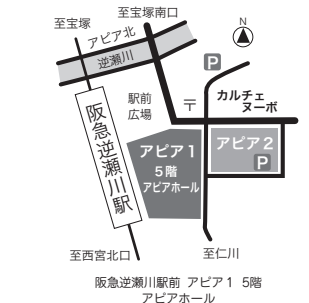 至宝塚
至宝塚南口
N
アピア北
逆瀬川
P
駅前
広場
〒
カルチェ
ヌーボ
阪急逆瀬川駅
アピア1
5階
アピアホール
アピア2
P
至西宮北口
至仁川
阪急逆瀬川駅前 アピア1 5階
アピアホール